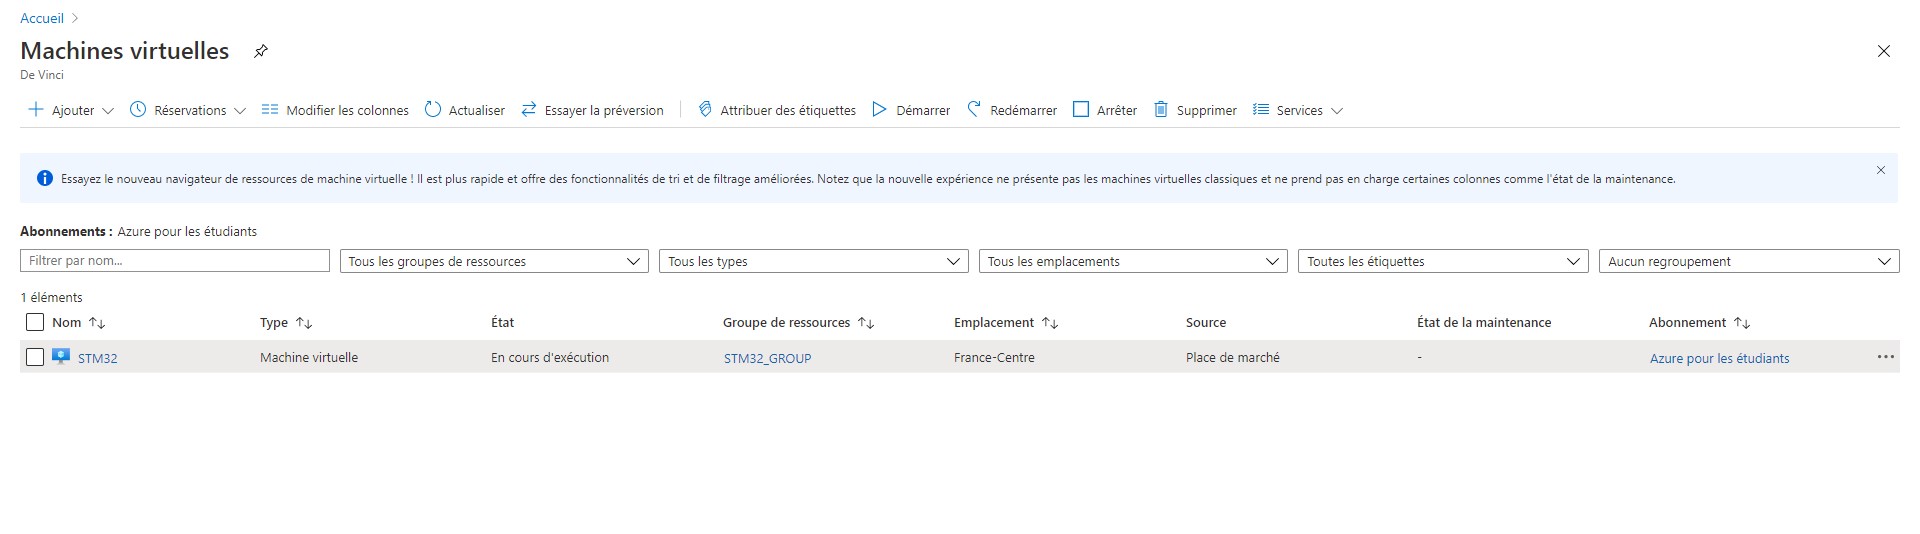 Accueil
Machines virtuelles
De Vinci
Ajouter Réservations Modifier les colonnes Actualiser Essayer la préversion Attribuer des étiquettes Démarrer Redémarrer Arrêter Supprimer Services
Essayez le nouveau navigateur de ressources de machine virtuelle ! Il est plus rapide et offre des fonctionnalités de tri et de filtrage améliorées. Notez que la nouvelle expérience ne présente pas les machines virtuelles classiques et ne prend pas en charge certaines colonnes comme l'état de la maintenance.
Abonnements : Azure pour les étudiants
Filtrer par nom... Tous les groupes de ressources Tous les types Tous les emplacements Toutes les étiquettes Aucun regroupement
1 éléments
Nom Type État Groupe de ressources Emplacement Source État de la maintenance Abonnement
STM32 Machine virtuelle En cours d'exécution STM32_GROUP France-Centre Place de marché - Azure pour les étudiants